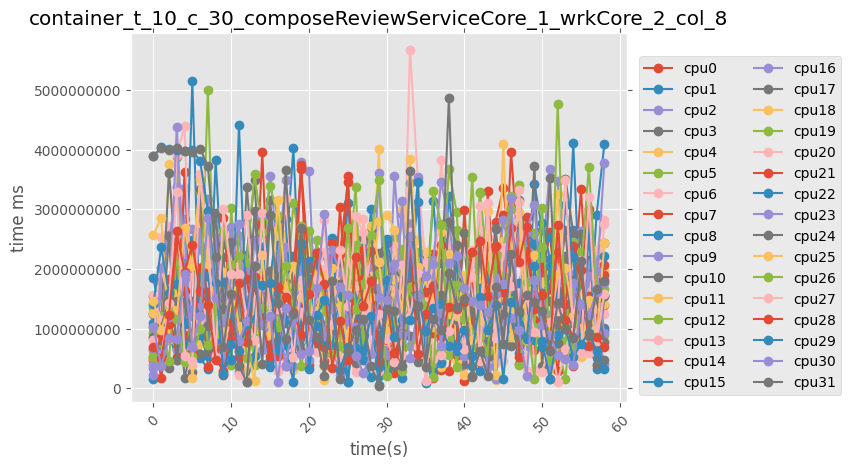 container_t_10_c_30_composeReviewServiceCore_1_wrkCore_2_col_8
time ms
5000000000
4000000000
3000000000
2000000000
1000000000
0
0
10
20
30
40
50
60
time(s)
cpu0
cpu1
cpu2
cpu3
cpu4
cpu5
cpu6
cpu7
cpu8
cpu9
cpu10
cpu11
cpu12
cpu13
cpu14
cpu15
cpu16
cpu17
cpu18
cpu19
cpu20
cpu21
cpu22
cpu23
cpu24
cpu25
cpu26
cpu27
cpu28
cpu29
cpu30
cpu31